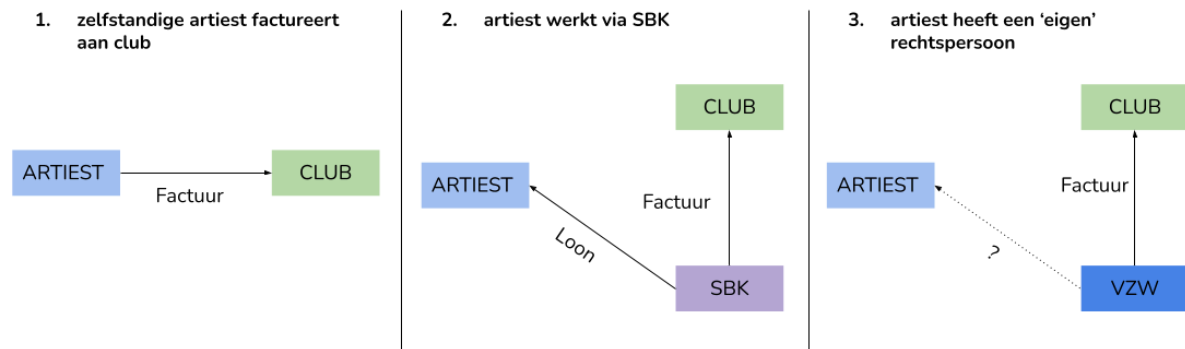 1. zelfstandige artiest factureert
aan club
ARTIEST
Factuur
CLUB
2. artiest werkt via SBK
CLUB
ARTIEST
Factuur
Loon
SBK
3. artiest heeft een ‘eigen’
rechtspersoon
CLUB
ARTIEST
Factuur
?
VZW